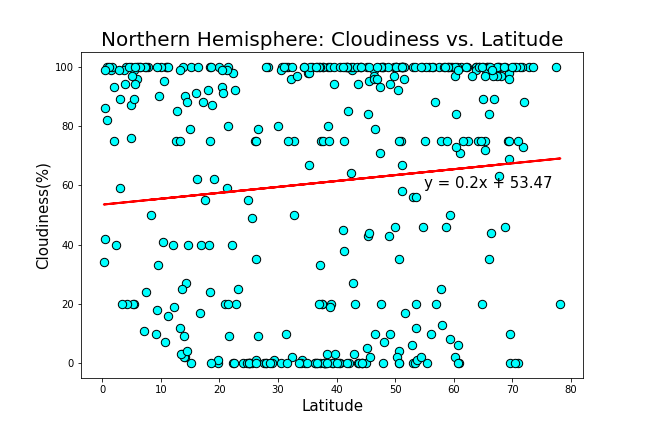 Northern Hemisphere: Cloudiness vs. Latitude
100
80
60
40
20
0
Cloudiness(%)
y = 0.2x + 53.47
0 10 20 30 40 50 60 70 80
Latitude